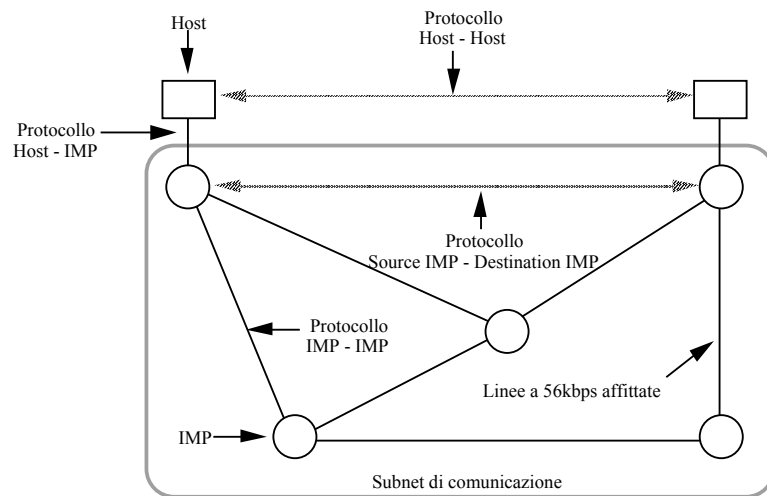 Host
Protocollo
Host - Host
Protocollo
Host - IMP
Protocollo
Source IMP - Destination IMP
Protocollo
IMP - IMP
Linee a 56kbps affittate
IMP
Subnet di comunicazione